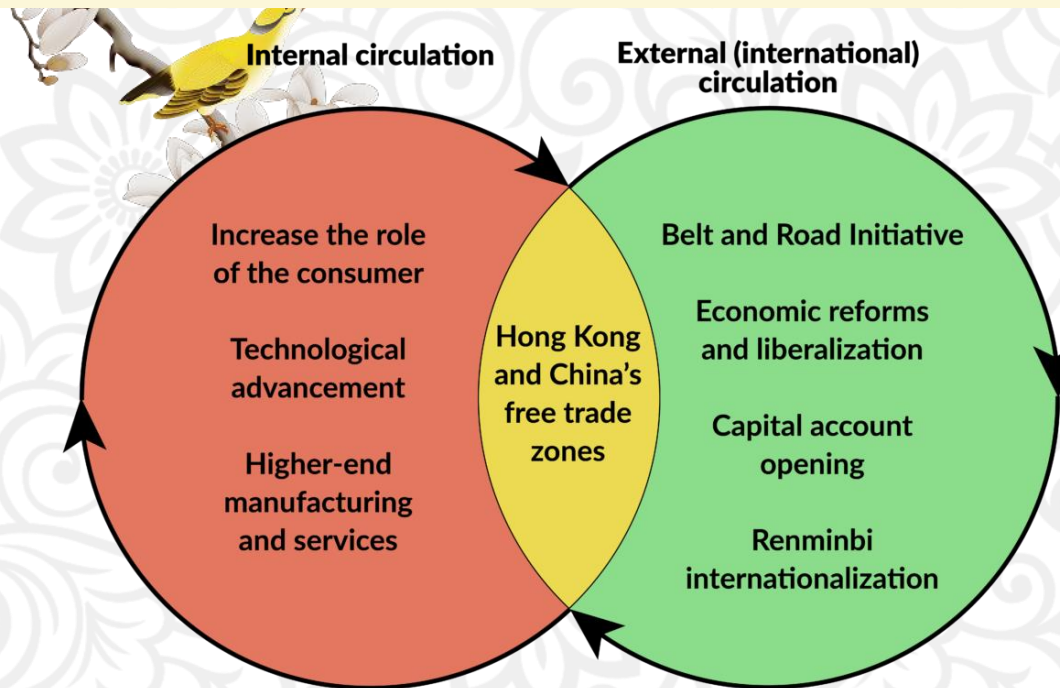 Internal circulation
External (international)
circulation
Increase the role
of the consumer
Technological
advancement
Higher-end
manufacturing
and services
Hong Kong
and China’s
free trade
zones
Belt and Road Initiative
Economic reforms
and liberalization
Capital account
opening
Renminbi
internationalization